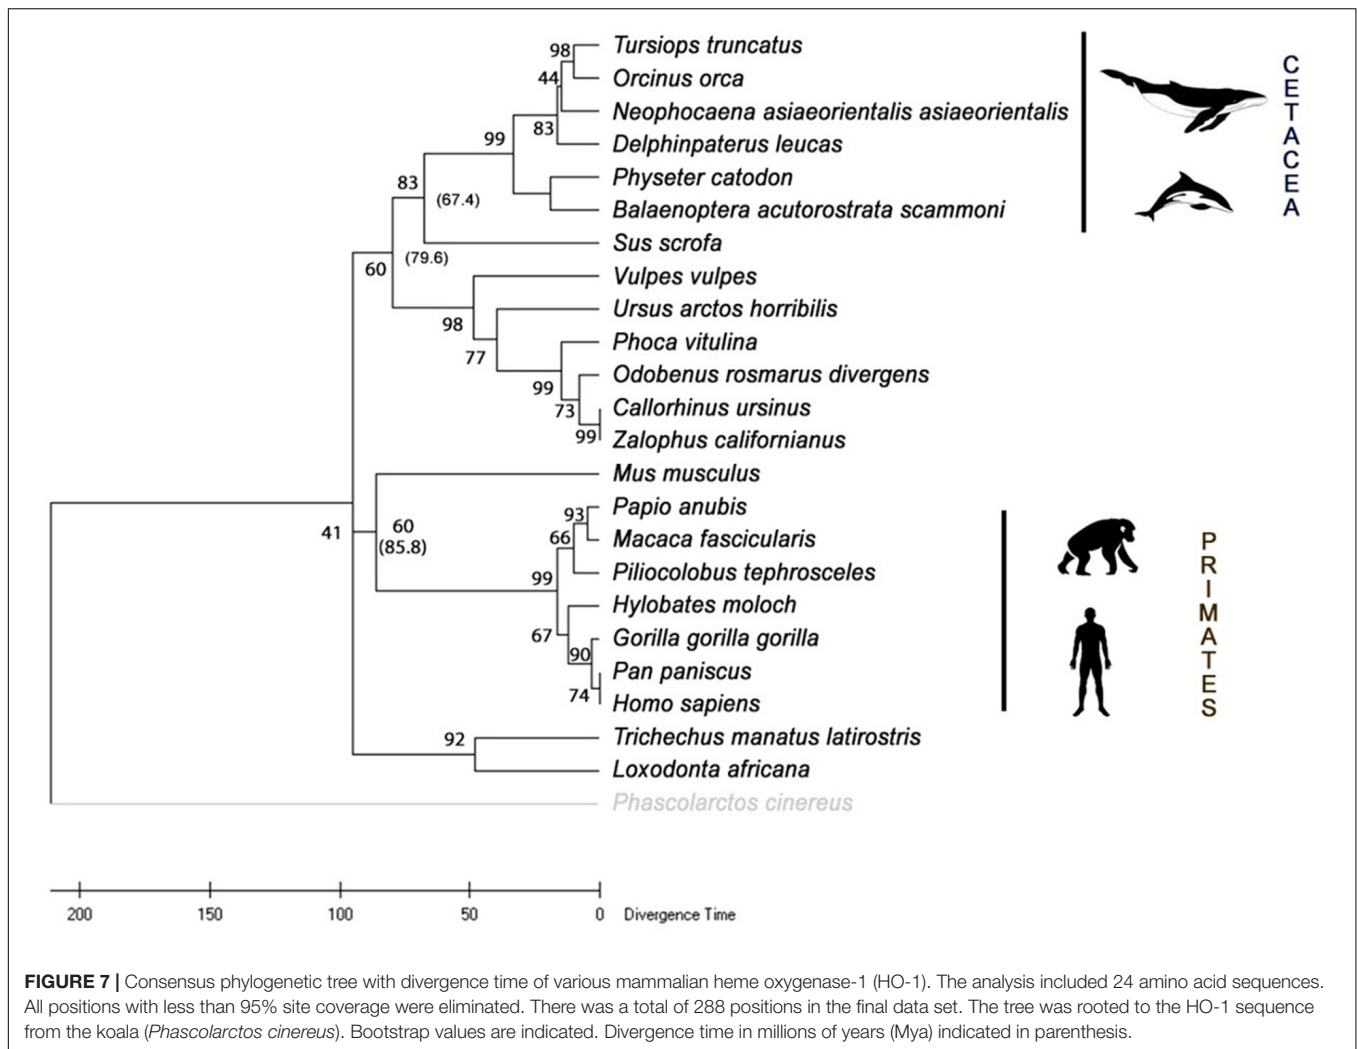 98
Tursiops truncatus
44
Orcinus orca
Neophocaena asiaeorientalis asiaeorientalis
83
99
Delphinpaterus leucas
83
Physeter catodon
(67.4)
Balaenoptera acutorostrata scammoni
Sus scrofa
(79.6)
60
Vulpes vulpes
Ursus arctos horribilis
98
Phoca vitulina
77
Odobenus rosmarus divergens
99
73
Callorhinus ursinus
99
Zalophus californianus
Mus musculus
Papio anubis
93
60
41
66
Macaca fascicularis
(85.8)
Piliocolobus tephrosceles
99
Hylobates moloch
67
Gorilla gorilla gorilla
90
Pan paniscus
74
Homo sapiens
92
Trichechus manatus latirostris
Loxodonta africana
Phascolarctos cinereus
CETACEA
PRIMATES
200 150 100 50 0 Divergence Time
FIGURE 7 | Consensus phylogenetic tree with divergence time of various mammalian heme oxygenase-1 (HO-1). The analysis included 24 amino acid sequences.
All positions with less than 95% site coverage were eliminated. There was a total of 288 positions in the final data set. The tree was rooted to the HO-1 sequence
from the koala (Phascolarctos cinereus). Bootstrap values are indicated. Divergence time in millions of years (Mya) indicated in parenthesis.